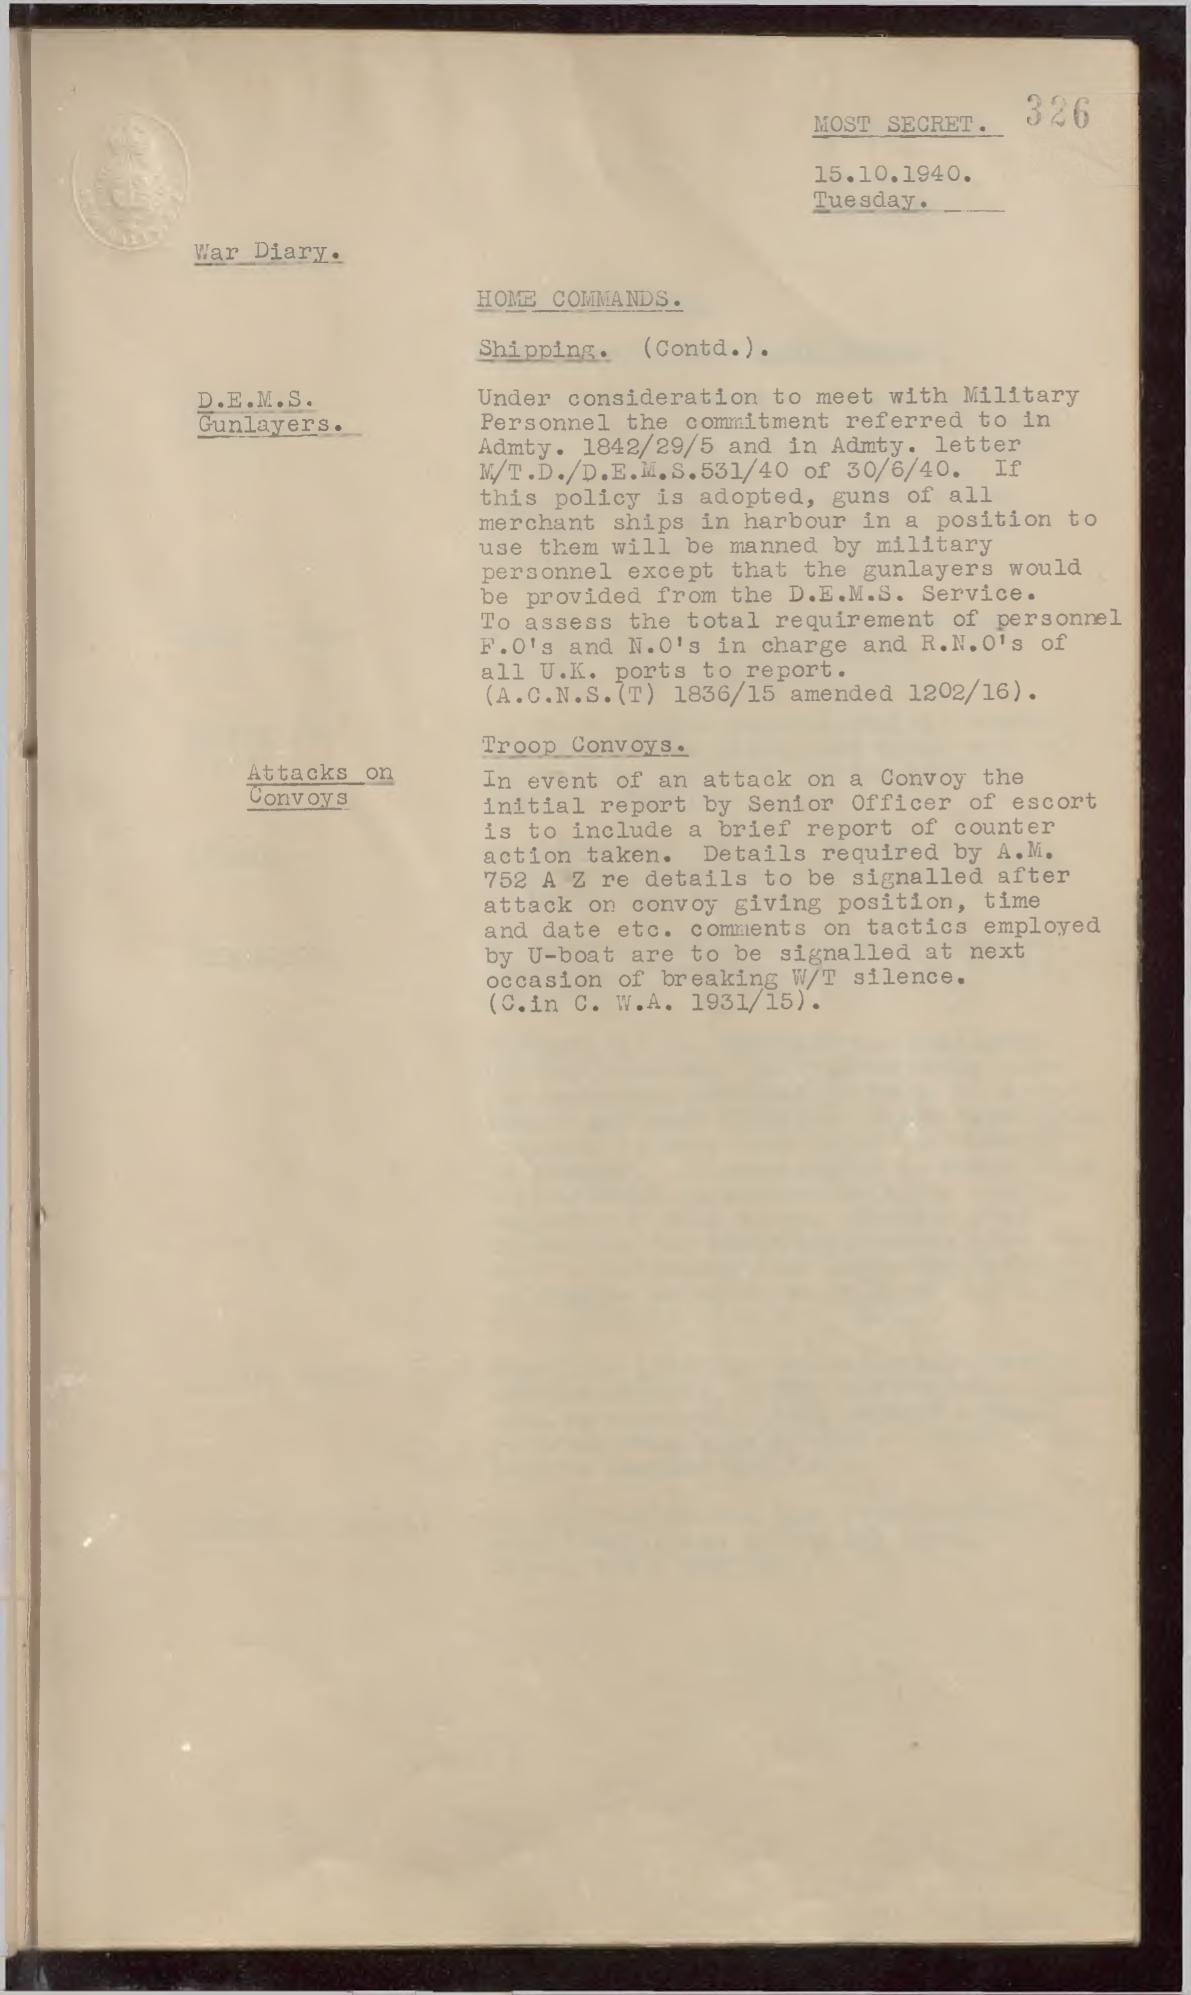 326
MOST SECRET.
15.10.1940.
Tuesday.
War Diary.
HOME COMMANDS.
Shipping. (Contd.).
D.E.M.S.
Gunlayers.
Under consideration to meet with Military
Personnel the commitment referred to in
Admty. 1842/29/5 and in Admty. letter
M/T.D./D.E.M.S.531/40 of 30/6/40. If
this policy is adopted, guns of all
merchant ships in harbour in a position to
use them will be manned by military
personnel except that the gunlayers would
be provided from the D.E.M.S. Service.
To assess the total requirement of personnel
F.O's and N.O's in charge and R.N.O's of
all U.K. ports to report.
(A.C.N.S.(T) 1836/15 amended 1202/16).
Troop Convoys.
Attacks on
Convoys
In event of an attack on a Convoy the
initial report by Senior Officer of escort
is to include a brief report of counter
action taken. Details required by A.M.
752 A Z re details to be signalled after
attack on convoy giving position, time
and date etc. comments on tactics employed
by U-boat are to be signalled at next
occasion of breaking W/T silence.
(C.in C. W.A. 1931/15).